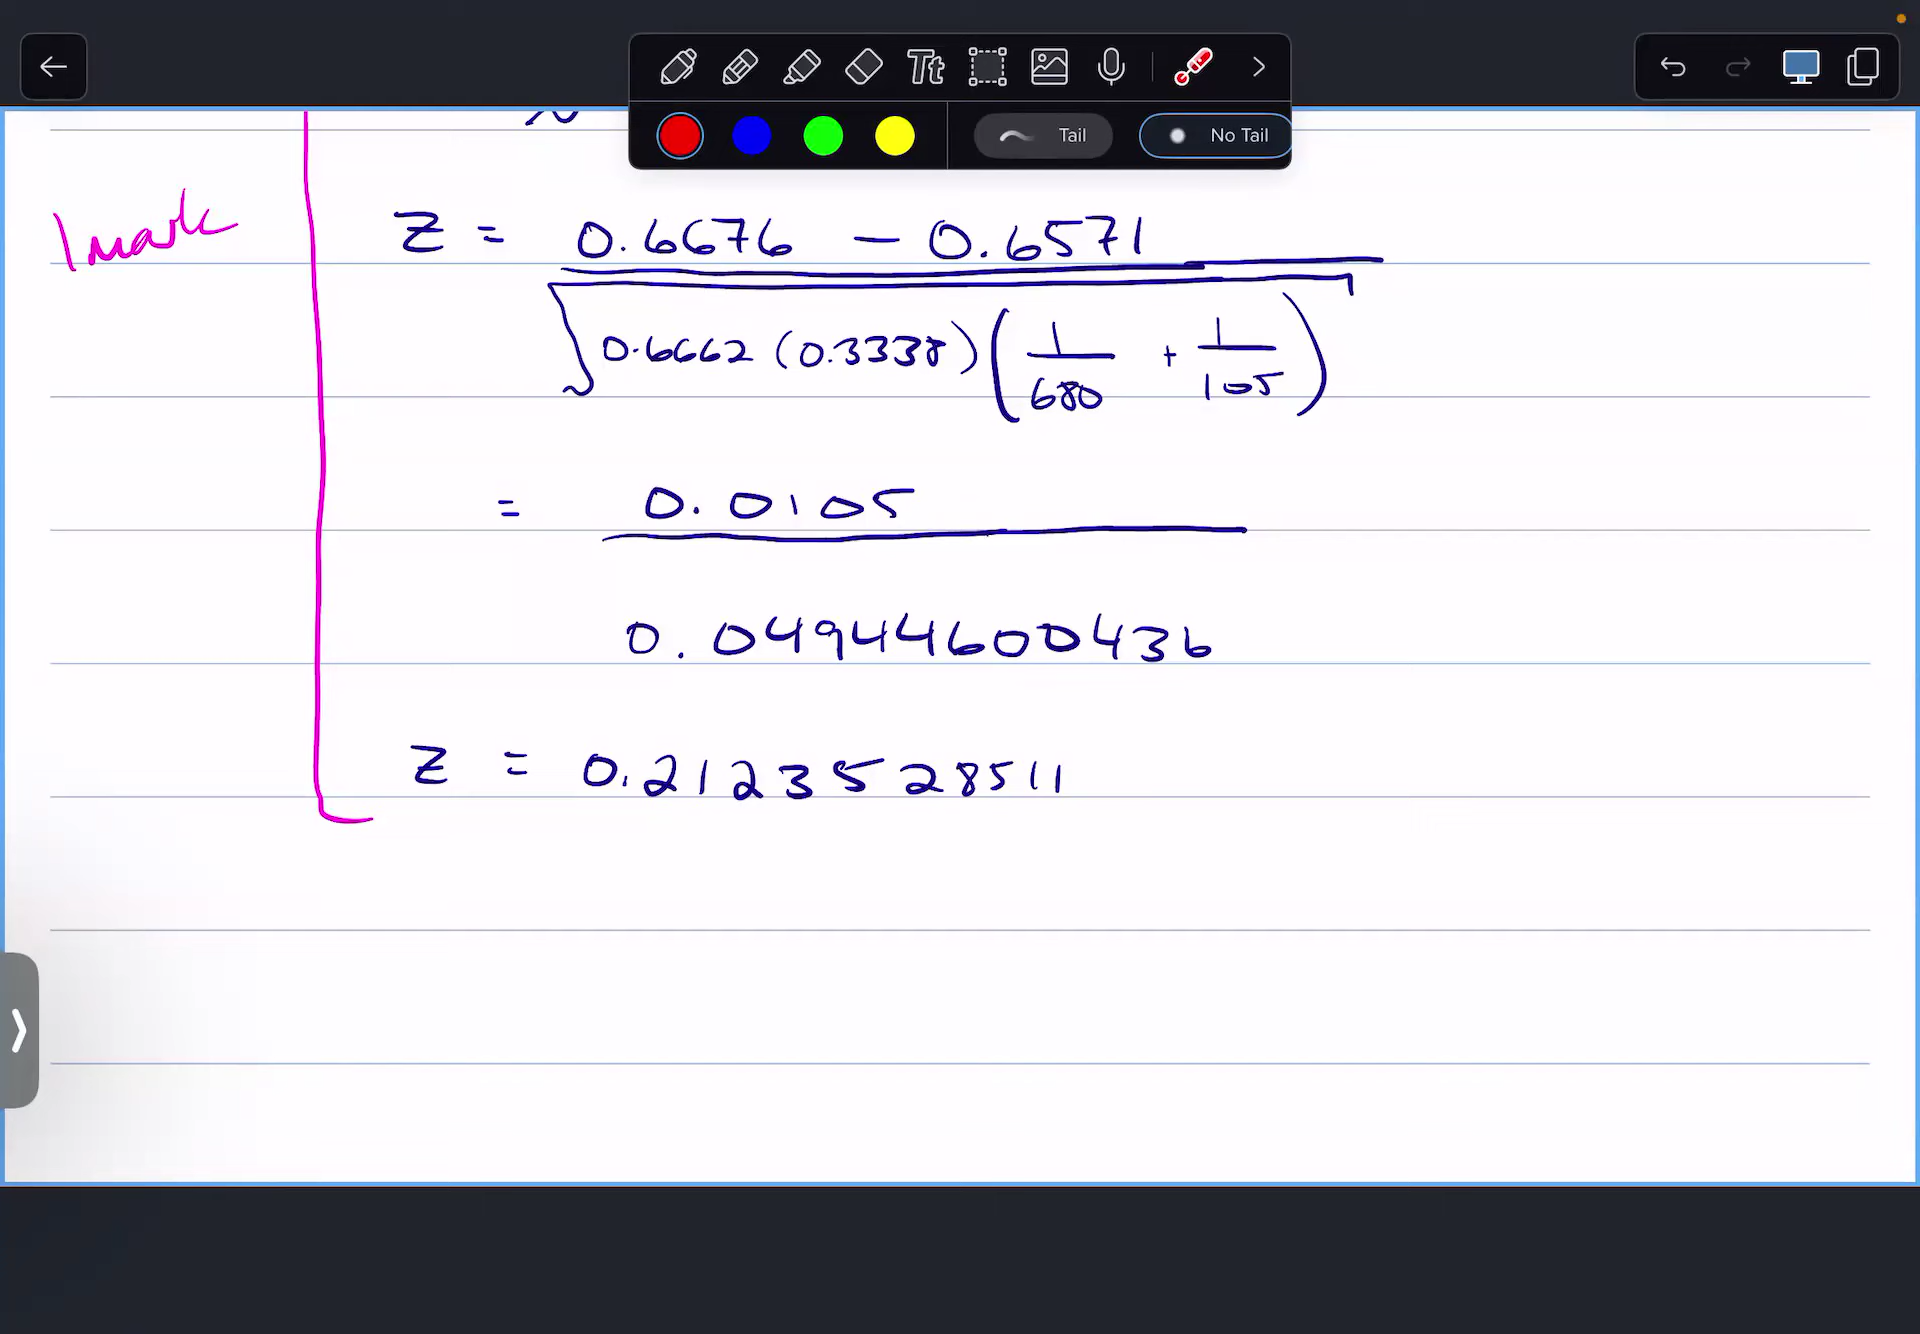 Tt
Tail
No Tail
1 mark
Z = 0.6676 - 0.6571
√0.6662 (0.3338) (1/680 + 1/105)
= 0.0105
0.04944600436
Z = 0.2123528511